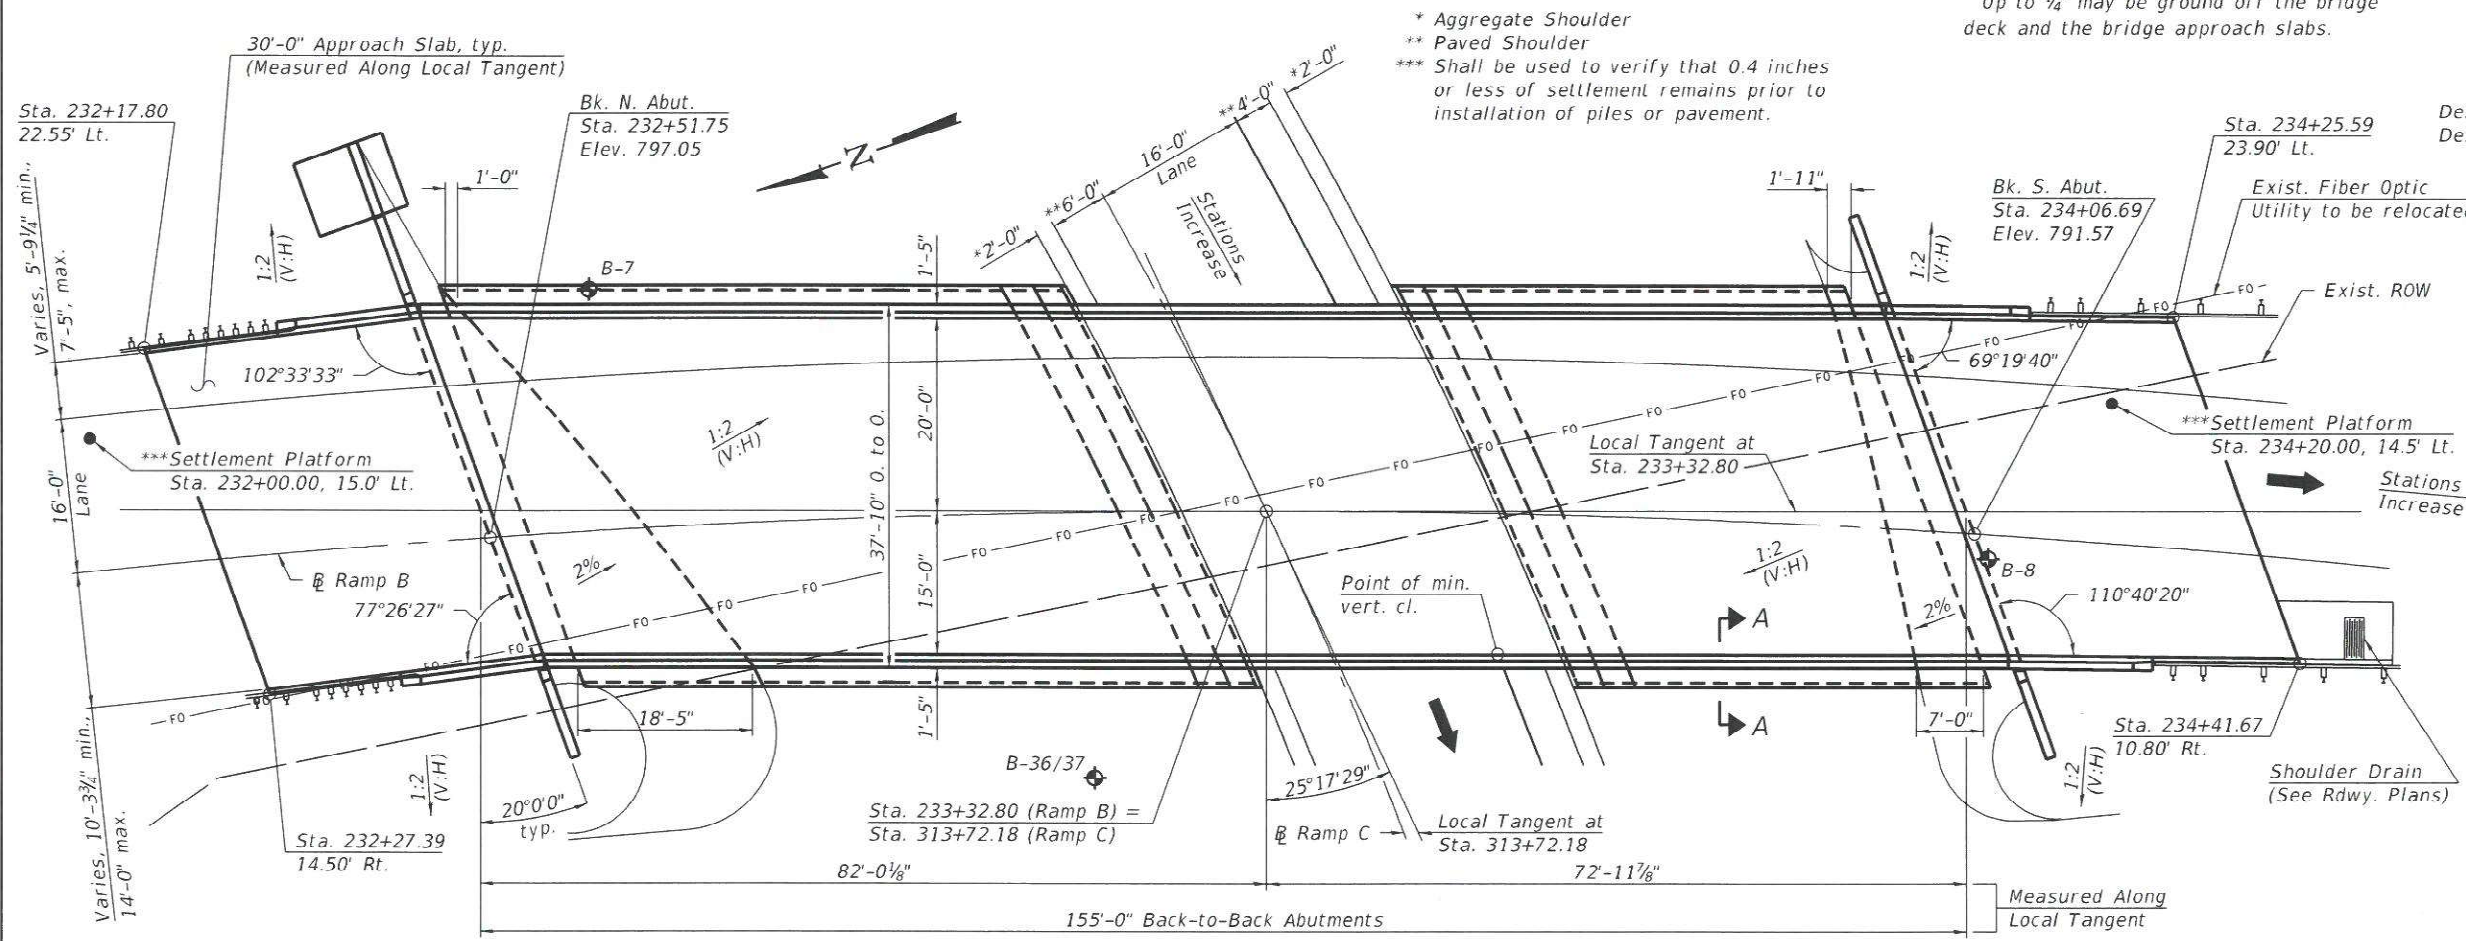 * Aggregate Shoulder
** Paved Shoulder
*** Shall be used to verify that 0.4 inches
or less of settlement remains prior to
installation of piles or pavement.
Up to ¼" may be ground off the bridge
deck and the bridge approach slabs.
30'-0" Approach Slab, typ.
(Measured Along Local Tangent)
Sta. 232+17.80
22.55' Lt.
Bk. N. Abut.
Sta. 232+51.75
Elev. 797.05
N
1'-0"
*2'-0"
**6'-0"
16'-0"
Lane
**4'-0"
*2'-0"
Stations
Increase
1'-11"
Bk. S. Abut.
Sta. 234+06.69
Elev. 791.57
Sta. 234+25.59
23.90' Lt.
Exist. Fiber Optic
Utility to be relocated
Exist. ROW
Varies, 5'-9¼" min.,
7'-5", max.
1:2
(V:H)
B-7
1'-5"
1:2
(V:H)
102°33'33"
69°19'40"
***Settlement Platform
Sta. 232+00.00, 15.0' Lt.
16'-0"
Lane
1:2
(V:H)
37'-10" O. to O.
20'-0"
FO
Local Tangent at
Sta. 233+32.80
***Settlement Platform
Sta. 234+20.00, 14.5' Lt.
Stations
Increase
℄ Ramp B
77°26'27"
2%
15'-0"
Point of min.
vert. cl.
1:2
(V:H)
A
A
B-8
2%
110°40'20"
Varies, 10'-3¾" min.,
14'-0" max.
1:2
(V:H)
18'-5"
1'-5"
7'-0"
Sta. 234+41.67
10.80' Rt.
1:2
(V:H)
Shoulder Drain
(See Rdwy. Plans)
Sta. 232+27.39
14.50' Rt.
20°0'0"
typ.
B-36/37
Sta. 233+32.80 (Ramp B) =
Sta. 313+72.18 (Ramp C)
25°17'29"
℄ Ramp C
Local Tangent at
Sta. 313+72.18
82'-0⅛"
72'-11⅞"
155'-0" Back-to-Back Abutments
Measured Along
Local Tangent